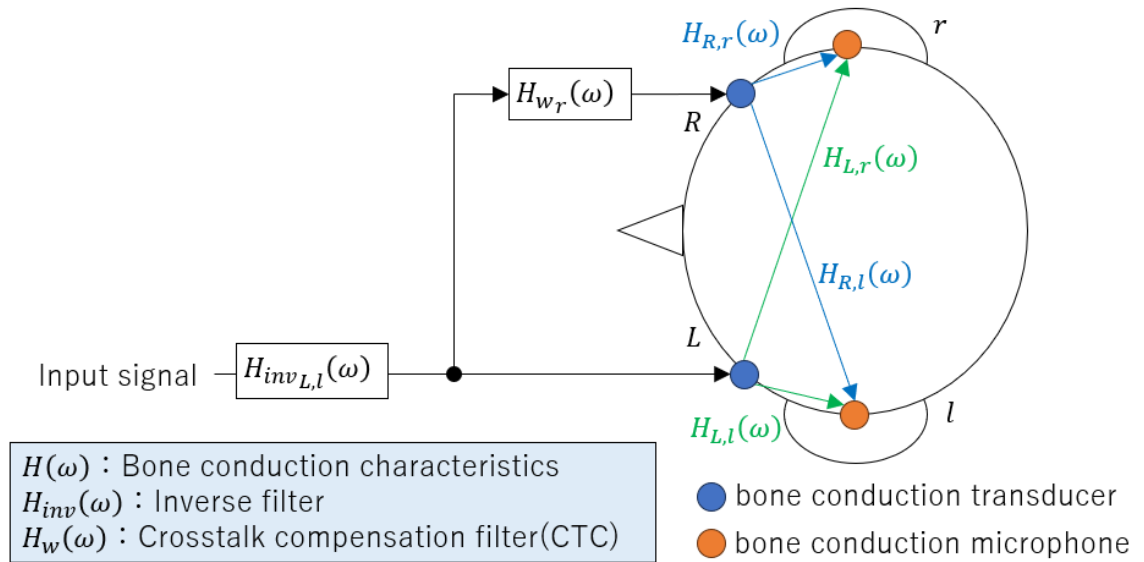 H_{R,r}(ω)
r
H_{w_r}(ω)
R
H_{L,r}(ω)
H_{R,l}(ω)
L
Input signal
H_{inv_{L,l}}(ω)
l
H_{L,l}(ω)
H(ω)：Bone conduction characteristics
H_{inv}(ω)：Inverse filter
H_w(ω)：Crosstalk compensation filter(CTC)
bone conduction transducer
bone conduction microphone